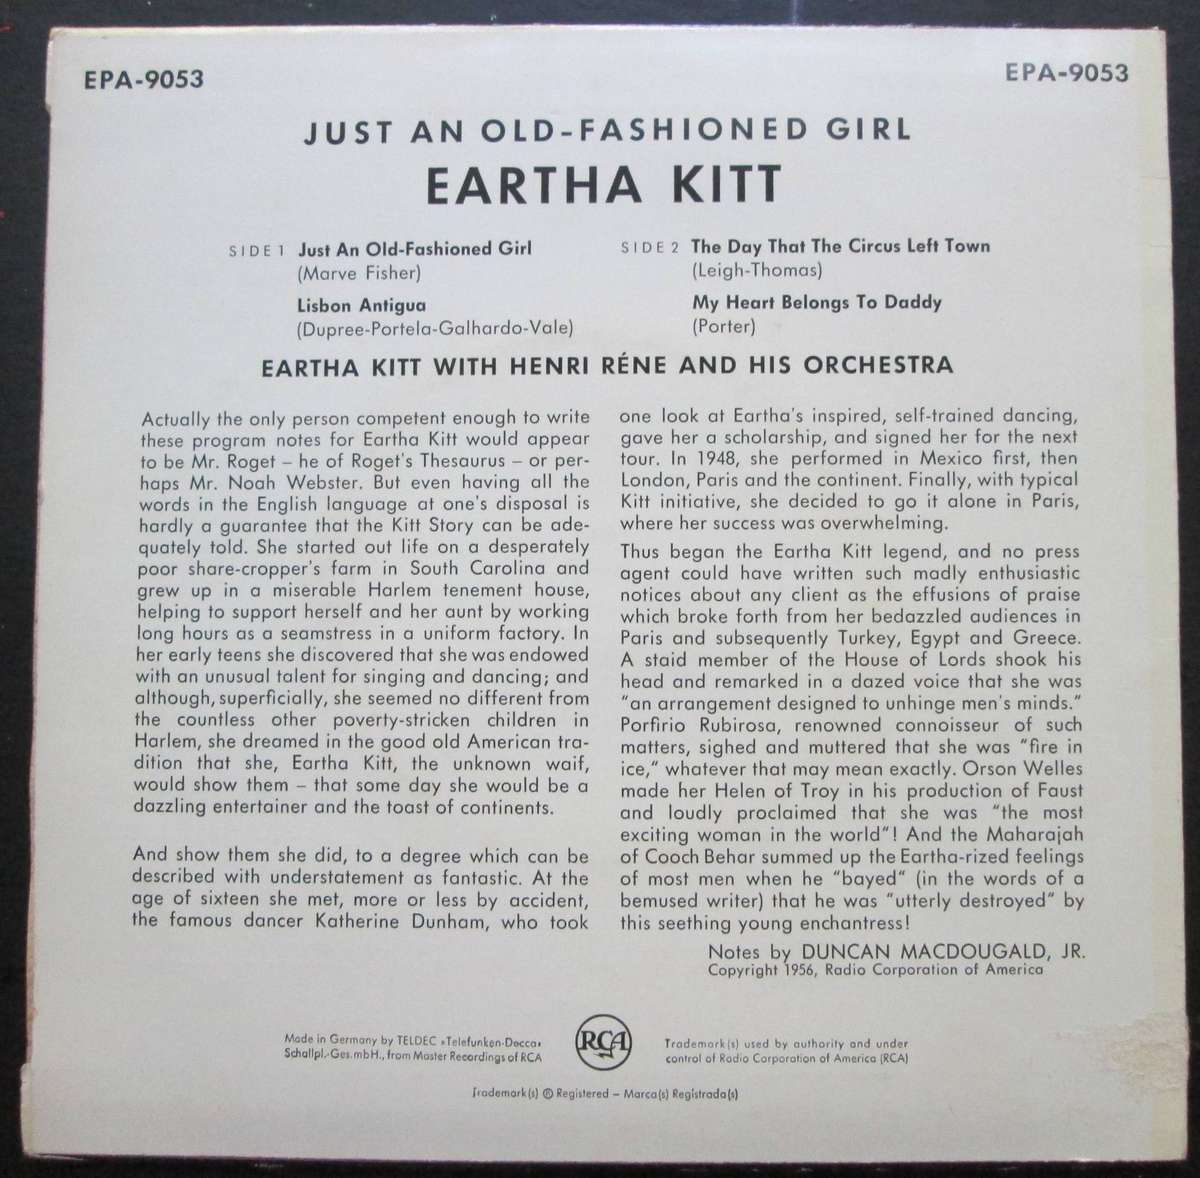 EPA-9053
EPA-9053
JUST AN OLD-FASHIONED GIRL
EARTHA KITT
SIDE 1 Just An Old-Fashioned Girl
(Marve Fisher)
Lisbon Antigua
(Dupree-Portela-Galhardo-Vale)
SIDE 2 The Day That The Circus Left Town
(Leigh-Thomas)
My Heart Belongs To Daddy
(Porter)
EARTHA KITT WITH HENRI RÉNE AND HIS ORCHESTRA
Actually the only person competent enough to write
these program notes for Eartha Kitt would appear
to be Mr. Roget – he of Roget's Thesaurus – or per-
haps Mr. Noah Webster. But even having all the
words in the English language at one's disposal is
hardly a guarantee that the Kitt Story can be ade-
quately told. She started out life on a desperately
poor share-cropper's farm in South Carolina and
grew up in a miserable Harlem tenement house,
helping to support herself and her aunt by working
long hours as a seamstress in a uniform factory. In
her early teens she discovered that she was endowed
with an unusual talent for singing and dancing; and
although, superficially, she seemed no different from
the countless other poverty-stricken children in
Harlem, she dreamed in the good old American tra-
dition that she, Eartha Kitt, the unknown waif,
would show them – that some day she would be a
dazzling entertainer and the toast of continents.
And show them she did, to a degree which can be
described with understatement as fantastic. At the
age of sixteen she met, more or less by accident,
the famous dancer Katherine Dunham, who took
one look at Eartha's inspired, self-trained dancing,
gave her a scholarship, and signed her for the next
tour. In 1948, she performed in Mexico first, then
London, Paris and the continent. Finally, with typical
Kitt initiative, she decided to go it alone in Paris,
where her success was overwhelming.
Thus began the Eartha Kitt legend, and no press
agent could have written such madly enthusiastic
notices about any client as the effusions of praise
which broke forth from her bedazzled audiences in
Paris and subsequently Turkey, Egypt and Greece.
A staid member of the House of Lords shook his
head and remarked in a dazed voice that she was
“an arrangement designed to unhinge men's minds.”
Porfirio Rubirosa, renowned connoisseur of such
matters, sighed and muttered that she was “fire in
ice,“ whatever that may mean exactly. Orson Welles
made her Helen of Troy in his production of Faust
and loudly proclaimed that she was “the most
exciting woman in the world“! And the Maharajah
of Cooch Behar summed up the Eartha-rized feelings
of most men when he “bayed“ (in the words of a
bemused writer) that he was “utterly destroyed“ by
this seething young enchantress!
Notes by DUNCAN MACDOUGALD, JR.
Copyright 1956, Radio Corporation of America
Made in Germany by TELDEC »Telefunken-Decca«
Schallpl.-Ges.mbH., from Master Recordings of RCA
RCA
Trademark(s) used by authority and under
control of Radio Corporation of America (RCA)
Trademark(s) ® Registered – Marca(s) Registrada(s)